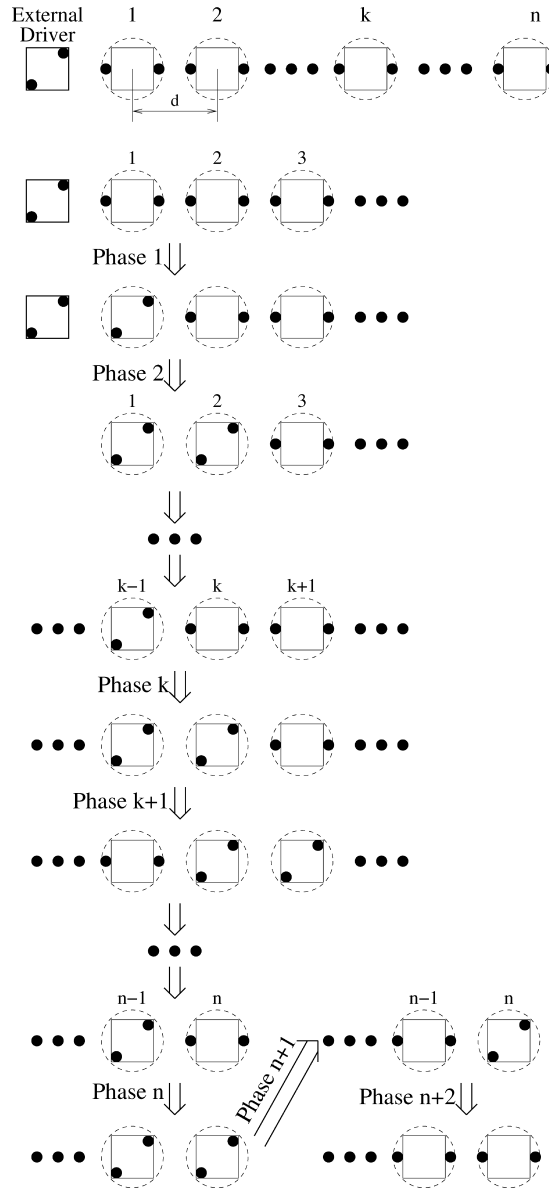 External
Driver
1 2 k n
d
1 2 3
Phase 1
Phase 2
1 2 3
k−1 k k+1
Phase k
Phase k+1
n−1 n
n−1 n
Phase n
Phase n+1
Phase n+2